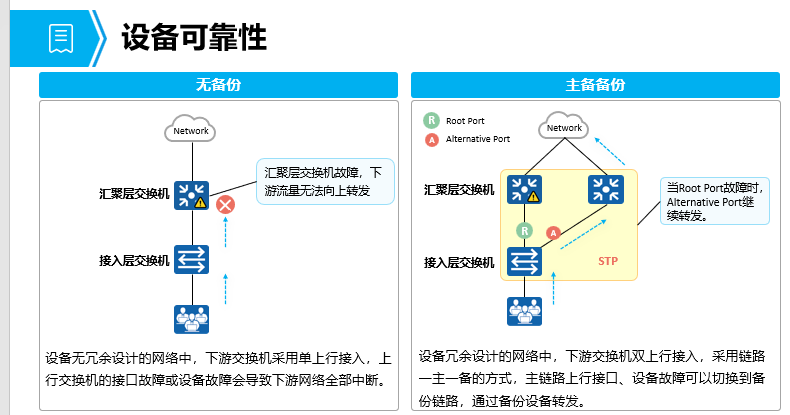 设备可靠性
无备份
Network
汇聚层交换机
汇聚层交换机故障，下
游流量无法向上转发
接入层交换机
设备无冗余设计的网络中，下游交换机采用单上行接入，上
行交换机的接口故障或设备故障会导致下游网络全部中断。
主备备份
R Root Port
A Alternative Port
Network
汇聚层交换机
当Root Port故障时，
Alternative Port继
续转发。
R
A
接入层交换机
STP
设备冗余设计的网络中，下游交换机双上行接入，采用链路
一主一备的方式，主链路上行接口、设备故障可以切换到备
份链路，通过备份设备转发。